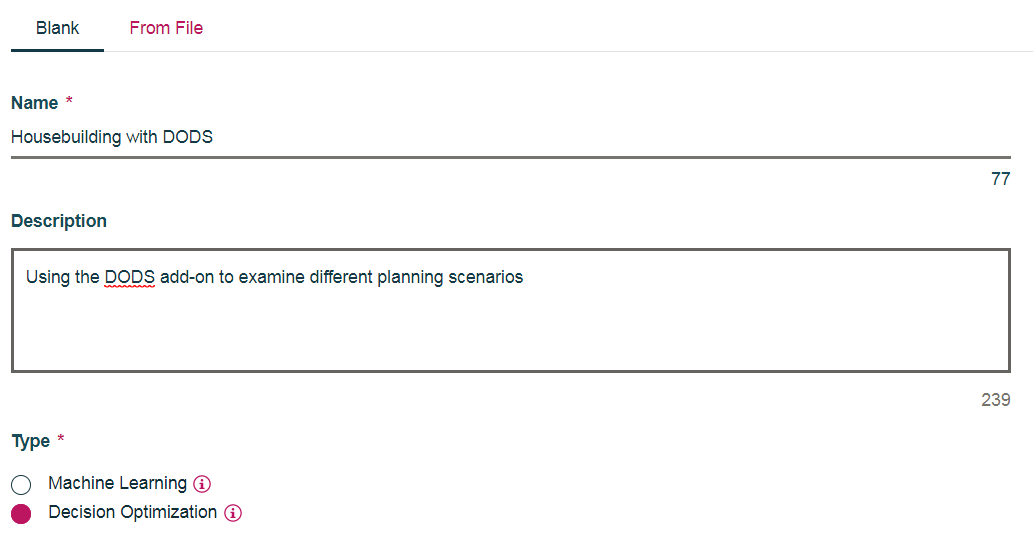 Blank From File
Name *
Housebuilding with DODS
77
Description
Using the DODS add-on to examine different planning scenarios
239
Type *
Machine Learning
Decision Optimization